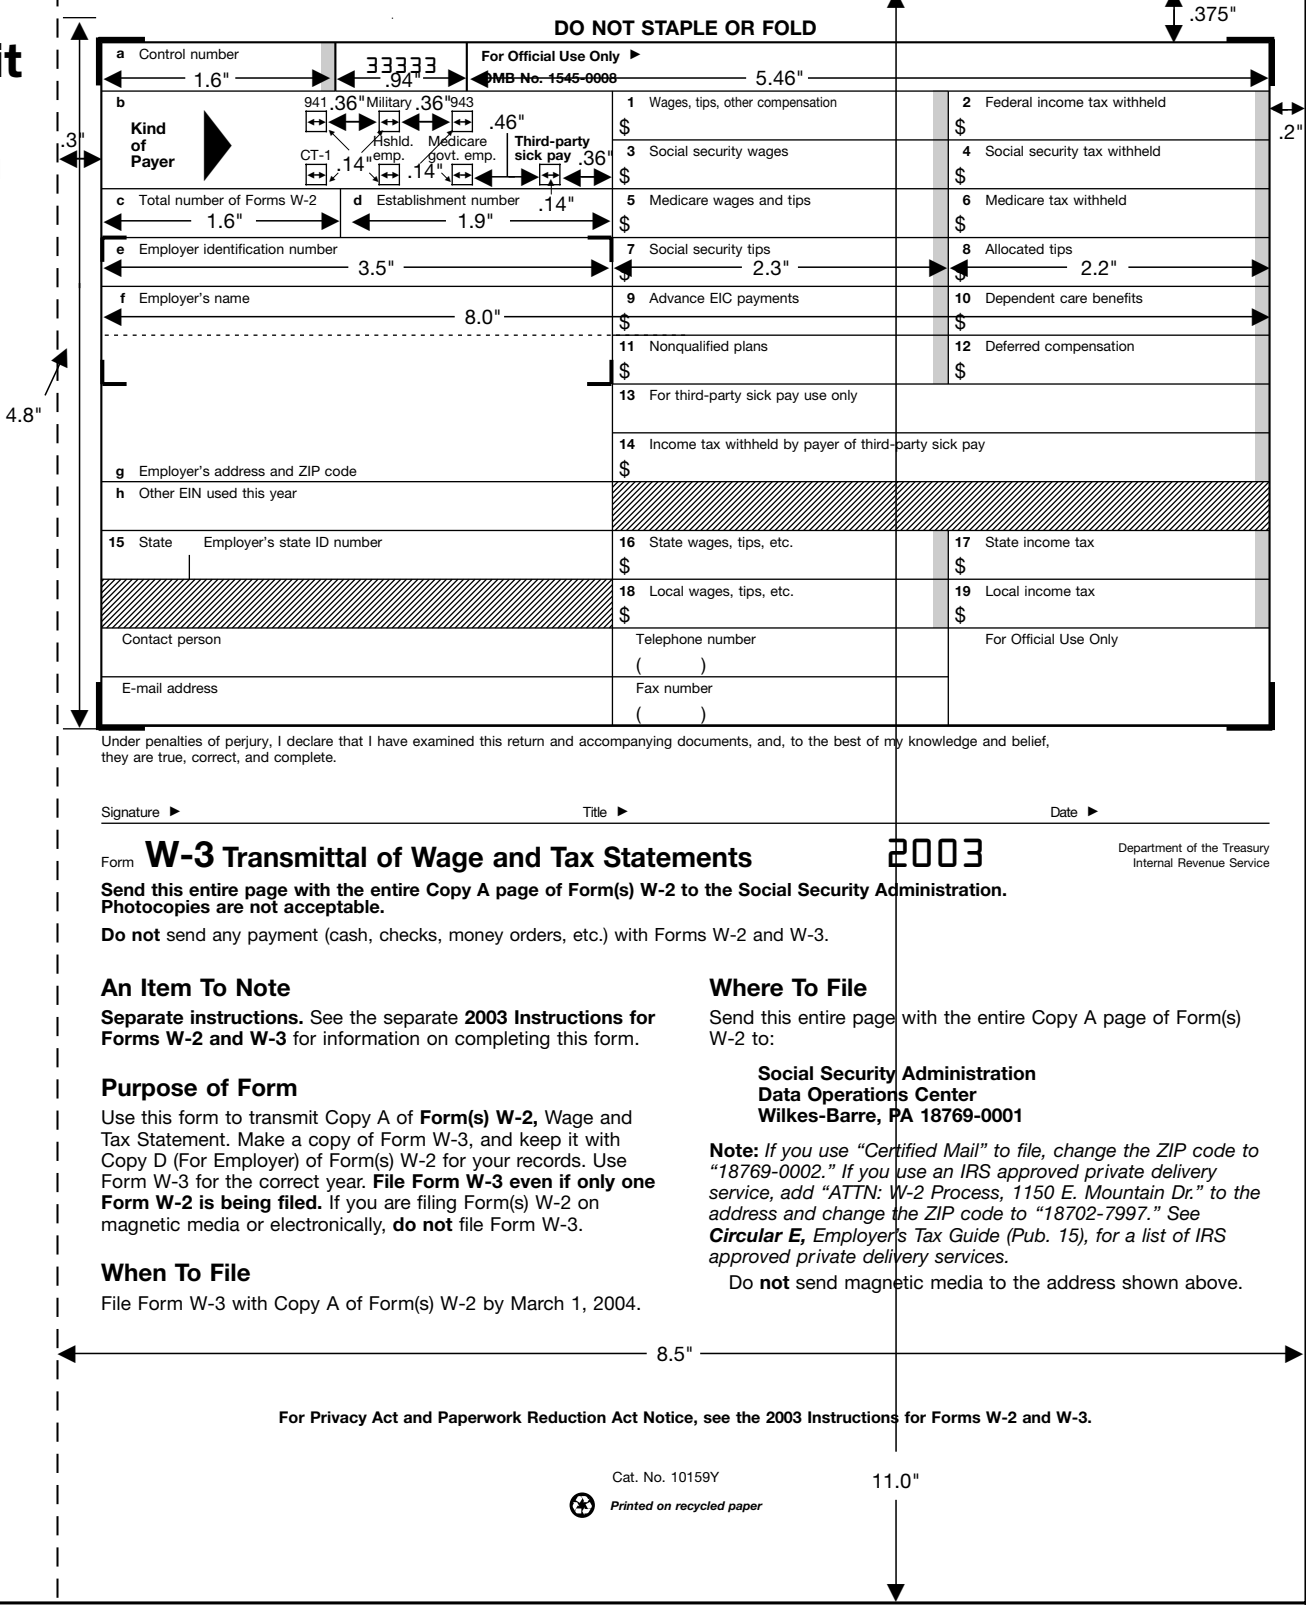 it
DO NOT STAPLE OR FOLD
.375"
a Control number
33333
For Official Use Only ►
OMB No. 1545-0008
1.6"
.94"
5.46"
b
Kind
of
Payer
941 .36" Military .36" 943
CT-1 .14" Hshld.
emp. .14" Medicare
govt. emp.
.46"
Third-party
sick pay .36"
.14"
.3"
.2"
1 Wages, tips, other compensation
$
2 Federal income tax withheld
$
3 Social security wages
$
4 Social security tax withheld
$
c Total number of Forms W-2
1.6"
d Establishment number
1.9"
5 Medicare wages and tips
$
6 Medicare tax withheld
$
e Employer identification number
3.5"
7 Social security tips
$ 2.3"
8 Allocated tips
$ 2.2"
f Employer's name
8.0"
9 Advance EIC payments
$
10 Dependent care benefits
$
11 Nonqualified plans
$
12 Deferred compensation
$
4.8"
13 For third-party sick pay use only
14 Income tax withheld by payer of third-party sick pay
$
g Employer's address and ZIP code
h Other EIN used this year
15 State Employer's state ID number
16 State wages, tips, etc.
$
17 State income tax
$
18 Local wages, tips, etc.
$
19 Local income tax
$
Contact person
Telephone number
( )
For Official Use Only
E-mail address
Fax number
( )
Under penalties of perjury, I declare that I have examined this return and accompanying documents, and, to the best of my knowledge and belief,
they are true, correct, and complete.
Signature ► Title ► Date ►
Form W-3 Transmittal of Wage and Tax Statements 2003
Department of the Treasury
Internal Revenue Service
Send this entire page with the entire Copy A page of Form(s) W-2 to the Social Security Administration.
Photocopies are not acceptable.
Do not send any payment (cash, checks, money orders, etc.) with Forms W-2 and W-3.
An Item To Note
Separate instructions. See the separate 2003 Instructions for
Forms W-2 and W-3 for information on completing this form.
Purpose of Form
Use this form to transmit Copy A of Form(s) W-2, Wage and
Tax Statement. Make a copy of Form W-3, and keep it with
Copy D (For Employer) of Form(s) W-2 for your records. Use
Form W-3 for the correct year. File Form W-3 even if only one
Form W-2 is being filed. If you are filing Form(s) W-2 on
magnetic media or electronically, do not file Form W-3.
When To File
File Form W-3 with Copy A of Form(s) W-2 by March 1, 2004.
Where To File
Send this entire page with the entire Copy A page of Form(s)
W-2 to:
Social Security Administration
Data Operations Center
Wilkes-Barre, PA 18769-0001
Note: If you use “Certified Mail” to file, change the ZIP code to
“18769-0002.” If you use an IRS approved private delivery
service, add “ATTN: W-2 Process, 1150 E. Mountain Dr.” to the
address and change the ZIP code to “18702-7997.” See
Circular E, Employer's Tax Guide (Pub. 15), for a list of IRS
approved private delivery services.
Do not send magnetic media to the address shown above.
8.5"
For Privacy Act and Paperwork Reduction Act Notice, see the 2003 Instructions for Forms W-2 and W-3.
Cat. No. 10159Y
11.0"
Printed on recycled paper